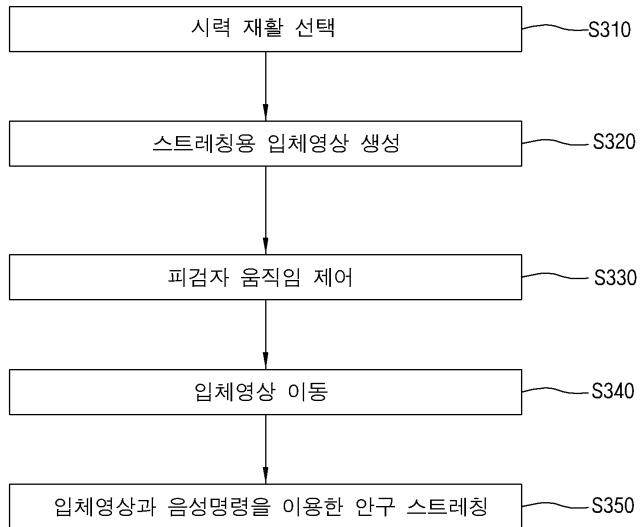 시력 재활 선택 S310
스트레칭용 입체영상 생성 S320
피검자 움직임 제어 S330
입체영상 이동 S340
입체영상과 음성명령을 이용한 안구 스트레칭 S350